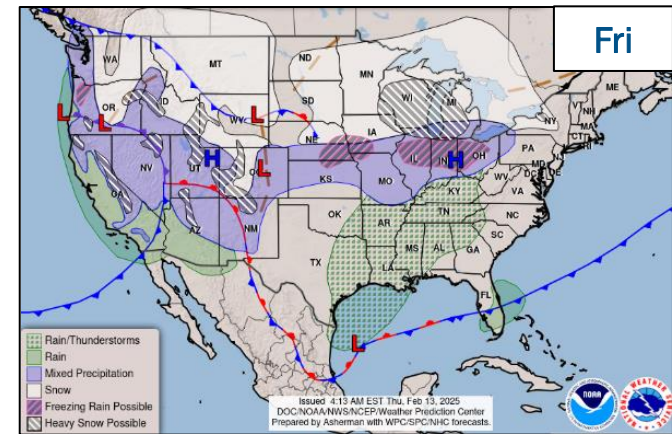 Fri
WA
MT
ND
MN
OR
ID
WY
SD
WI
MI
NY
ME
VT
NH
MA
CT
RI
L
L
L
NE
IA
PA
NJ
NV
UT
H
CO
L
KS
MO
IL
IN
H
OH
WV
VA
MD
DE
DC
CA
AZ
NM
OK
AR
KY
TN
NC
SC
TX
LA
MS
AL
GA
FL
L
Rain/Thunderstorms
Rain
Mixed Precipitation
Snow
Freezing Rain Possible
Heavy Snow Possible
Issued 4:13 AM EST Thu, Feb 13, 2025
DOC/NOAA/NWS/NCEP/Weather Prediction Center
Prepared by Asherman with WPC/SPC/NHC forecasts.
NOAA